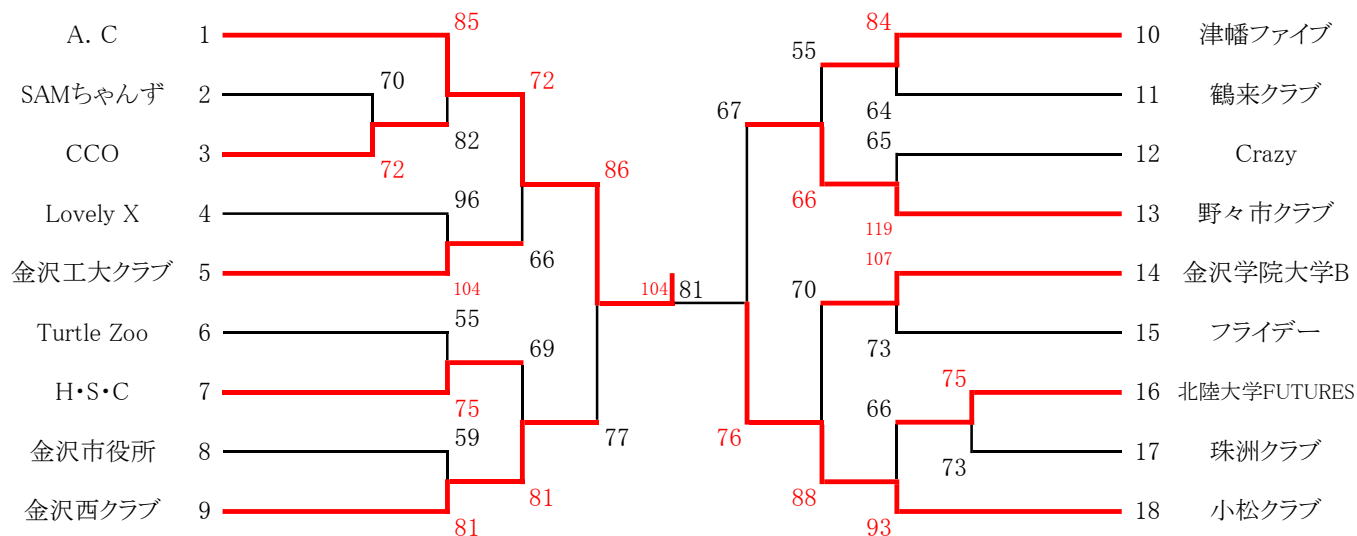 A. C 1 85 84 10 津幡ファイブ
70 72 55
SAMちゃんず 2 11 鶴来クラブ
67 64
82 65
CCO 3 72 12 Crazy
86
96 66
Lovely X 4 119 13 野々市クラブ
66 107
金沢工大クラブ 5 14 金沢学院大学B
104 104 81 70
55
Turtle Zoo 6 15 フライデー
69 73
75
H・S・C 7 16 北陸大学FUTURES
75 66
59 77 76
金沢市役所 8 73 17 珠洲クラブ
81 88
金沢西クラブ 9 18 小松クラブ
81 93